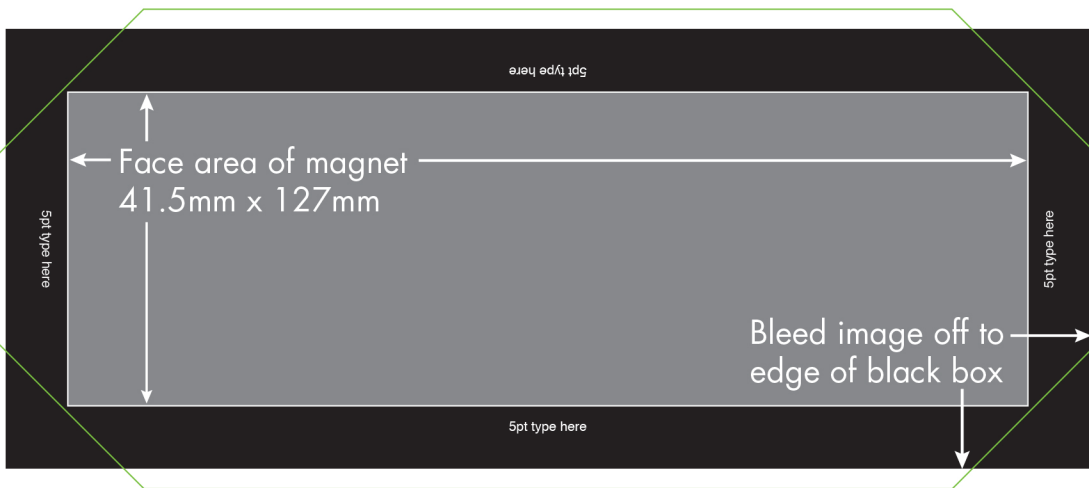 5pt type here
Face area of magnet
41.5mm x 127mm
5pt type here
5pt type here
Bleed image off to
edge of black box
5pt type here